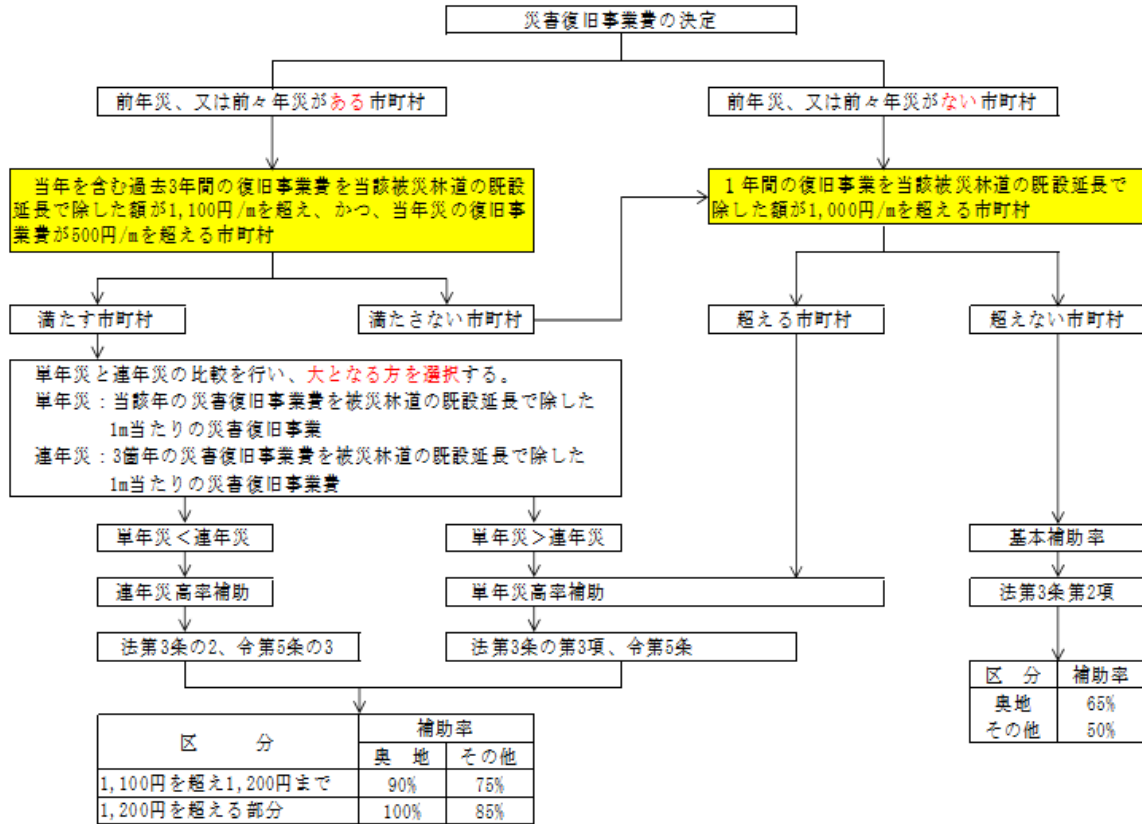 災害復旧事業費の決定
前年災、又は前々年災がある市町村
前年災、又は前々年災がない市町村
当年を含む過去3年間の復旧事業費を当該被災林道の既設
延長で除した額が1,100円/mを超え、かつ、当年災の復旧事
業費が500円/mを超える市町村
１年間の復旧事業を当該被災林道の既設延長
で除した額が1,000円/mを超える市町村
満たす市町村
満たさない市町村
超える市町村
超えない市町村
単年災と連年災の比較を行い、大となる方を選択する。
単年災：当該年の災害復旧事業費を被災林道の既設延長で除した
1m当たりの災害復旧事業
連年災：3箇年の災害復旧事業費を被災林道の既設延長で除した
1m当たりの災害復旧事業費
単年災＜連年災
単年災＞連年災
基本補助率
連年災高率補助
単年災高率補助
法第3条第2項
法第3条の2、令第5条の3
法第3条の第3項、令第5条
区　分 補助率
奥地 65%
その他 50%
区　　　分 補助率
奥　地 その他
1,100円を超え1,200円まで 90% 75%
1,200円を超える部分 100% 85%